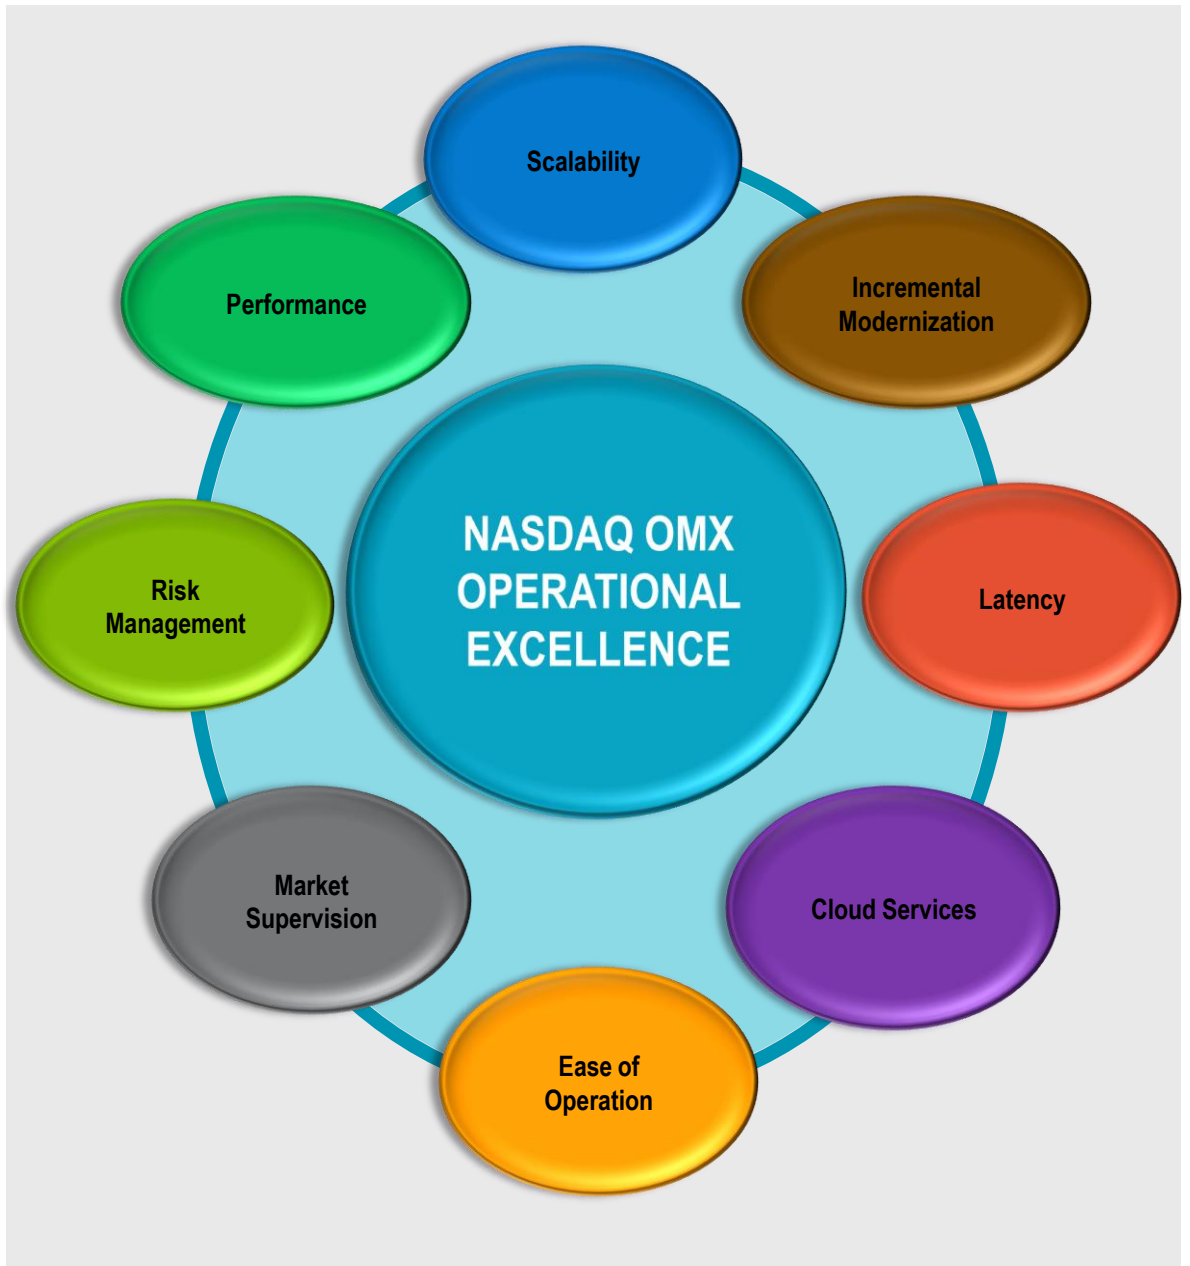 Scalability
Incremental
Modernization
Performance
NASDAQ OMX
OPERATIONAL
EXCELLENCE
Risk
Management
Latency
Market
Supervision
Cloud Services
Ease of
Operation